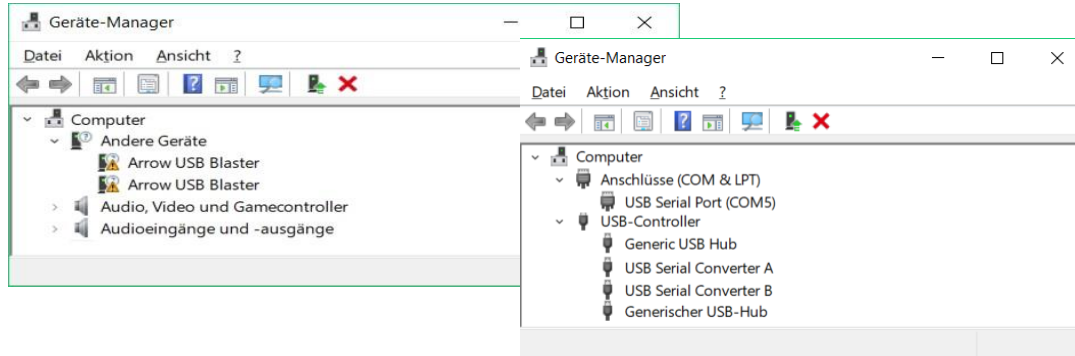 Geräte-Manager
Datei Aktion Ansicht ?
Computer
Andere Geräte
Arrow USB Blaster
Arrow USB Blaster
Audio, Video und Gamecontroller
Audioeingänge und -ausgänge
Geräte-Manager
Datei Aktion Ansicht ?
Computer
Anschlüsse (COM & LPT)
USB Serial Port (COM5)
USB-Controller
Generic USB Hub
USB Serial Converter A
USB Serial Converter B
Generischer USB-Hub